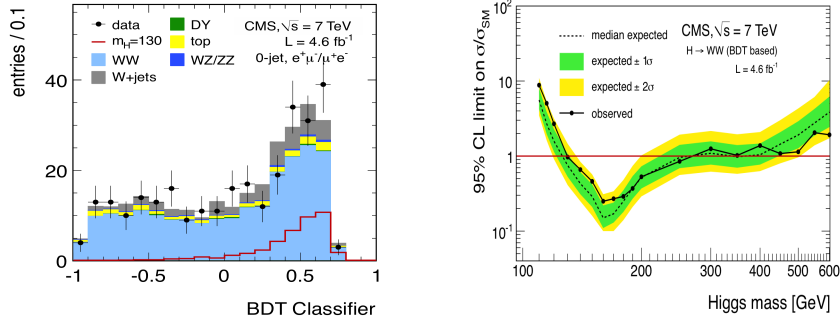 entries/ 0.1
data
m_H=130
WW
W+jets
DY
top
WZ/ZZ
CMS,√s = 7 TeV
L = 4.6 fb⁻¹
0-jet, e⁺μ⁻/μ⁺e⁻
40
20
0
-1
-0.5
0
0.5
1
BDT Classifier
95% CL limit on σ/σ_SM
10²
10
1
10⁻¹
median expected
expected ± 1σ
expected ± 2σ
observed
CMS,√s = 7 TeV
H → WW (BDT based)
L = 4.6 fb⁻¹
100
200
300
400
500
600
Higgs mass [GeV]